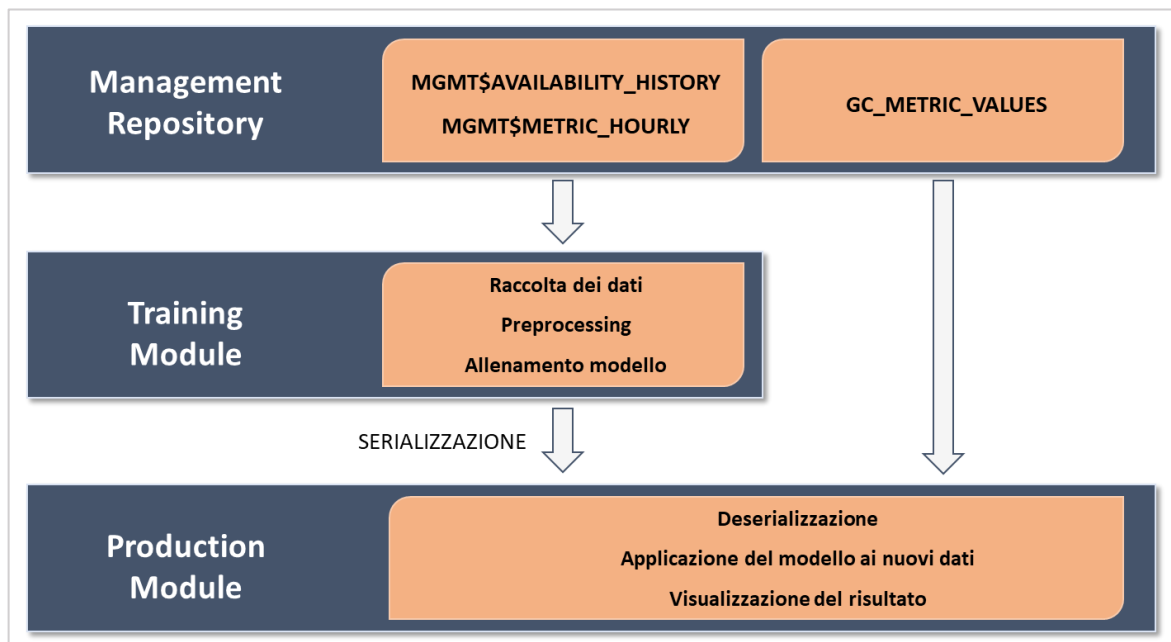 Management
Repository
MGMT$AVAILABILITY_HISTORY
MGMT$METRIC_HOURLY
GC_METRIC_VALUES
Training
Module
Raccolta dei dati
Preprocessing
Allenamento modello
SERIALIZZAZIONE
Production
Module
Deserializzazione
Applicazione del modello ai nuovi dati
Visualizzazione del risultato